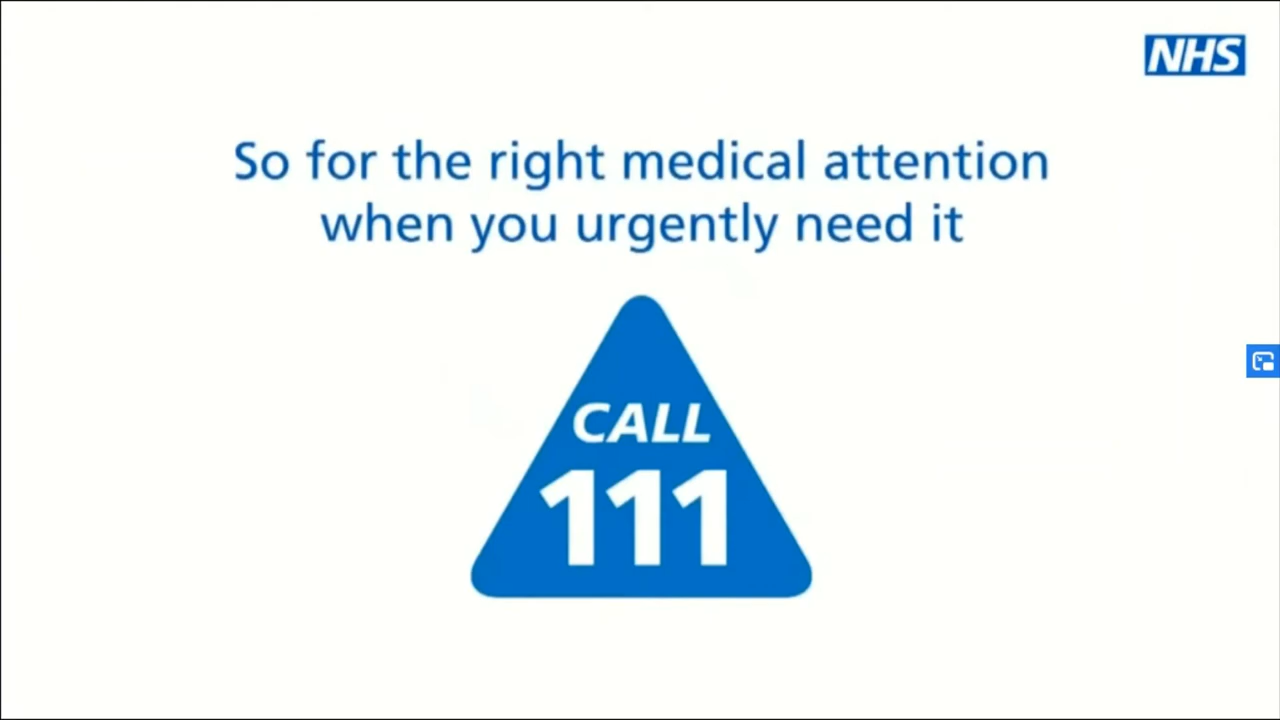 NHS
So for the right medical attention
when you urgently need it
CALL
111